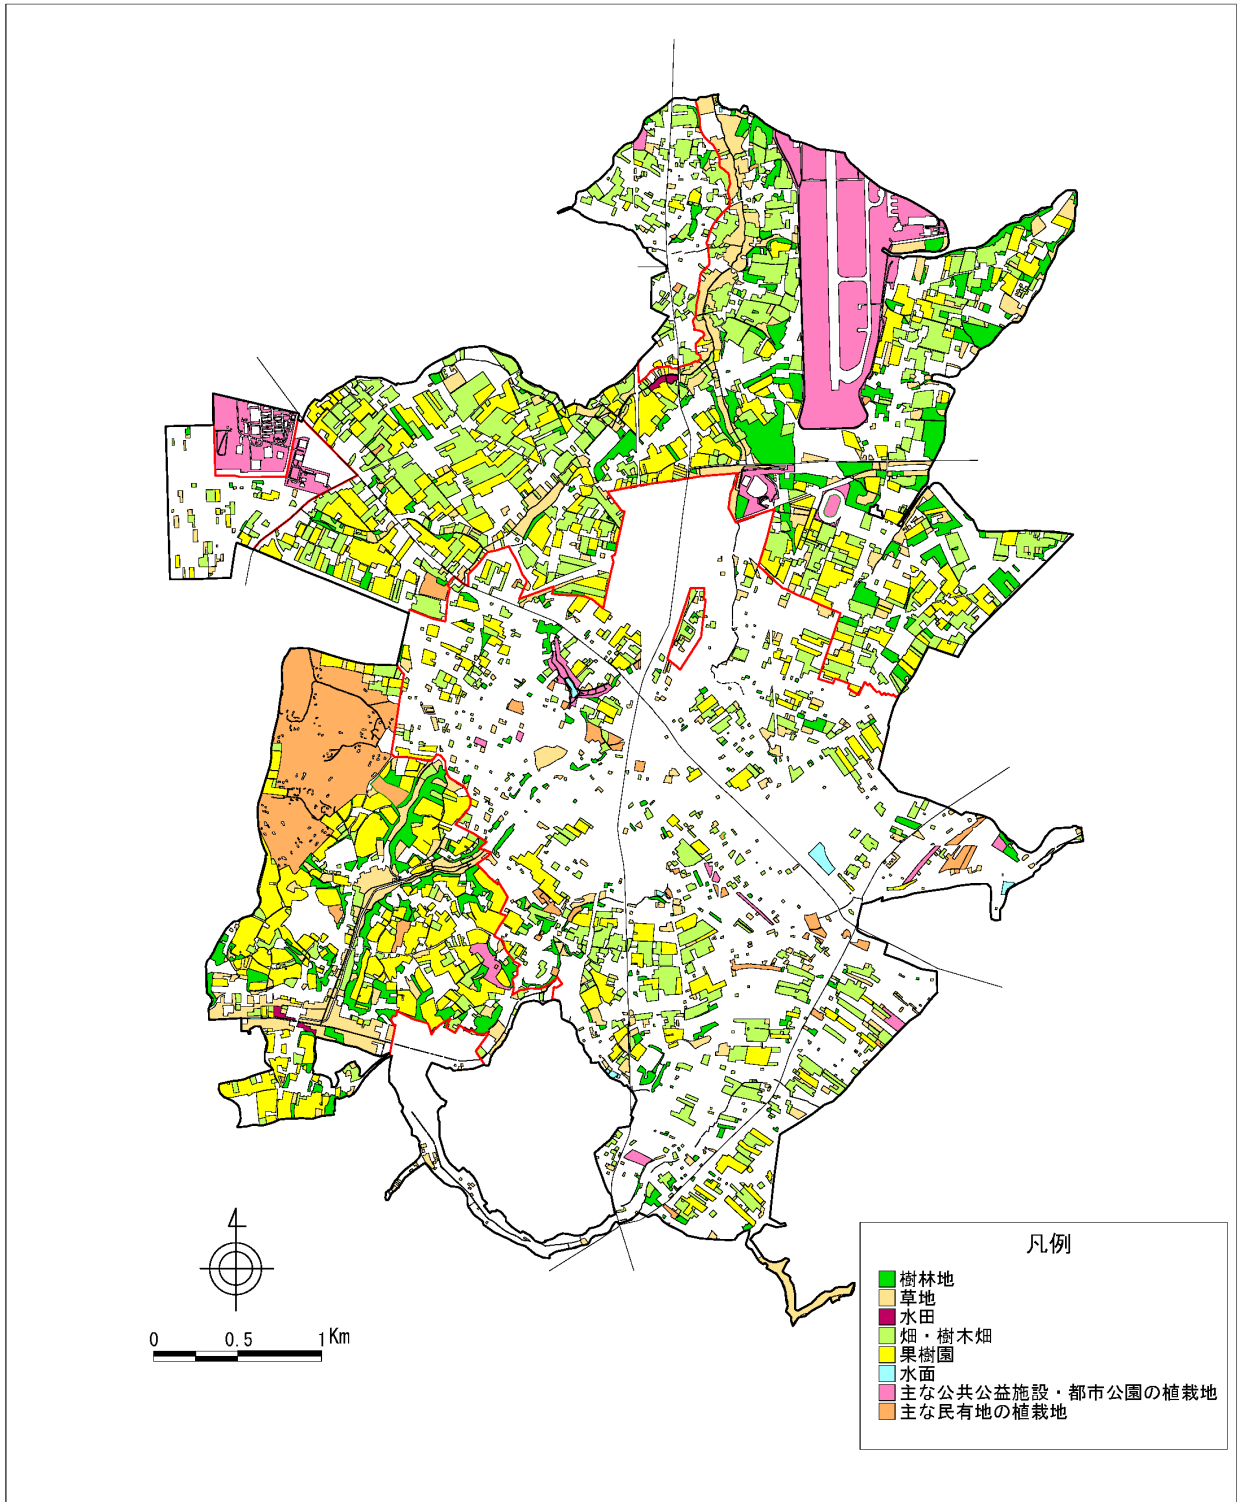 凡例
樹林地
草地
水田
畑・樹木畑
果樹園
水面
主な公共公益施設・都市公園の植栽地
主な民有地の植栽地
0 0.5 1Km